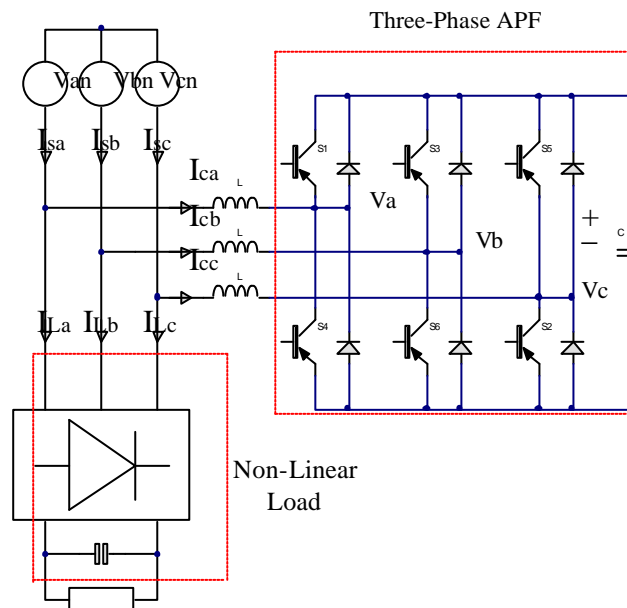 Three-Phase APF
Van Vbn Vcn
Isa Isb Isc
S1 S3 S5
Ica
L
Va
Icb
+
L
Vb
−
C
Icc
L
Vc
ILa ILb ILc
S4 S6 S2
Non-Linear
Load